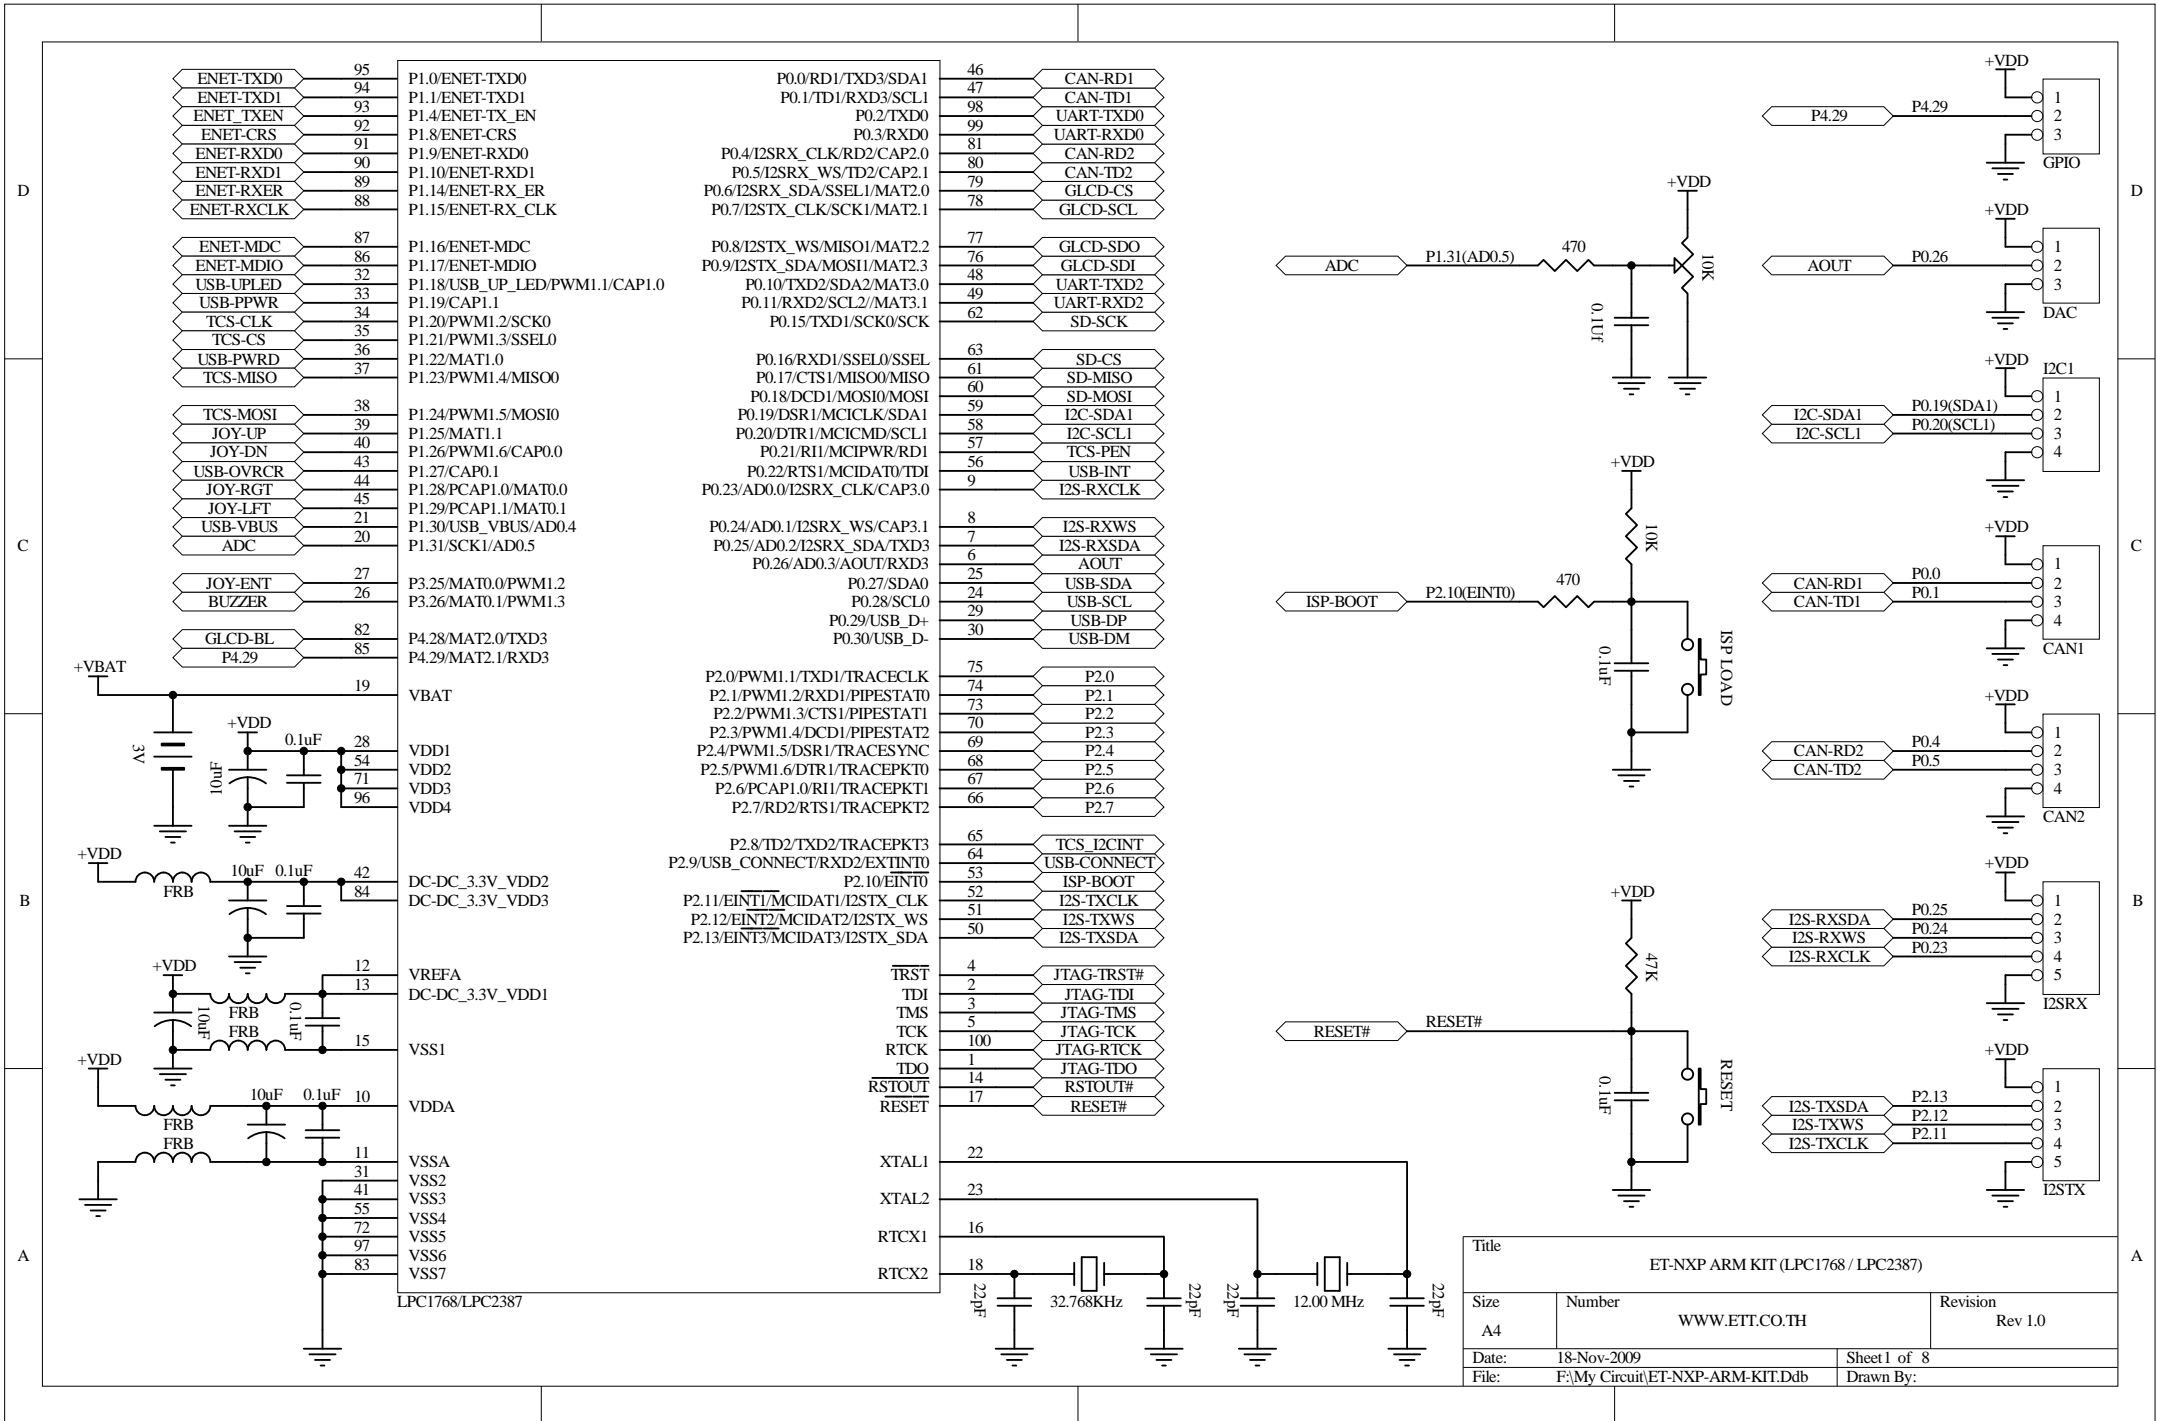 ENET-TXD0 95 P1.0/ENET-TXD0
ENET-TXD1 94 P1.1/ENET-TXD1
ENET_TXEN 93 P1.4/ENET-TX_EN
ENET-CRS 92 P1.8/ENET-CRS
ENET-RXD0 91 P1.9/ENET-RXD0
ENET-RXD1 90 P1.10/ENET-RXD1
ENET-RXER 89 P1.14/ENET-RX_ER
ENET-RXCLK 88 P1.15/ENET-RX_CLK
ENET-MDC 87 P1.16/ENET-MDC
ENET-MDIO 86 P1.17/ENET-MDIO
USB-UPLED 32 P1.18/USB_UP_LED/PWM1.1/CAP1.0
USB-PPWR 33 P1.19/CAP1.1
TCS-CLK 34 P1.20/PWM1.2/SCK0
TCS-CS 35 P1.21/PWM1.3/SSEL0
USB-PWRD 36 P1.22/MAT1.0
TCS-MISO 37 P1.23/PWM1.4/MISO0
TCS-MOSI 38 P1.24/PWM1.5/MOSI0
JOY-UP 39 P1.25/MAT1.1
JOY-DN 40 P1.26/PWM1.6/CAP0.0
USB-OVRCR 43 P1.27/CAP0.1
JOY-RGT 44 P1.28/PCAP1.0/MAT0.0
JOY-LFT 45 P1.29/PCAP1.1/MAT0.1
USB-VBUS 21 P1.30/USB_VBUS/AD0.4
ADC 20 P1.31/SCK1/AD0.5
JOY-ENT 27 P3.25/MAT0.0/PWM1.2
BUZZER 26 P3.26/MAT0.1/PWM1.3
GLCD-BL 82 P4.28/MAT2.0/TXD3
P4.29 85 P4.29/MAT2.1/RXD3
+VBAT
19 VBAT
3V
+VDD
10uF
0.1uF
28 VDD1
54 VDD2
71 VDD3
96 VDD4
+VDD
FRB
10uF 0.1uF
42 DC-DC_3.3V_VDD2
84 DC-DC_3.3V_VDD3
+VDD
12 VREFA
13 DC-DC_3.3V_VDD1
10uF
FRB
FRB
0.1uF
15 VSS1
+VDD
FRB
FRB
10uF 0.1uF
10 VDDA
11 VSSA
31 VSS2
41 VSS3
55 VSS4
72 VSS5
97 VSS6
83 VSS7
LPC1768/LPC2387
P0.0/RD1/TXD3/SDA1 46 CAN-RD1
P0.1/TD1/RXD3/SCL1 47 CAN-TD1
P0.2/TXD0 98 UART-TXD0
P0.3/RXD0 99 UART-RXD0
P0.4/I2SRX_CLK/RD2/CAP2.0 81 CAN-RD2
P0.5/I2SRX_WS/TD2/CAP2.1 80 CAN-TD2
P0.6/I2SRX_SDA/SSEL1/MAT2.0 79 GLCD-CS
P0.7/I2STX_CLK/SCK1/MAT2.1 78 GLCD-SCL
P0.8/I2STX_WS/MISO1/MAT2.2 77 GLCD-SDO
P0.9/I2STX_SDA/MOSI1/MAT2.3 76 GLCD-SDI
P0.10/TXD2/SDA2/MAT3.0 48 UART-TXD2
P0.11/RXD2/SCL2//MAT3.1 49 UART-RXD2
P0.15/TXD1/SCK0/SCK 62 SD-SCK
P0.16/RXD1/SSEL0/SSEL 63 SD-CS
P0.17/CTS1/MISO0/MISO 61 SD-MISO
P0.18/DCD1/MOSI0/MOSI 60 SD-MOSI
P0.19/DSR1/MCICLK/SDA1 59 I2C-SDA1
P0.20/DTR1/MCICMD/SCL1 58 I2C-SCL1
P0.21/RI1/MCIPWR/RD1 57 TCS-PEN
P0.22/RTS1/MCIDAT0/TDI 56 USB-INT
P0.23/AD0.0/I2SRX_CLK/CAP3.0 9 I2S-RXCLK
P0.24/AD0.1/I2SRX_WS/CAP3.1 8 I2S-RXWS
P0.25/AD0.2/I2SRX_SDA/TXD3 7 I2S-RXSDA
P0.26/AD0.3/AOUT/RXD3 6 AOUT
P0.27/SDA0 25 USB-SDA
P0.28/SCL0 24 USB-SCL
P0.29/USB_D+ 29 USB-DP
P0.30/USB_D- 30 USB-DM
P2.0/PWM1.1/TXD1/TRACECLK 75 P2.0
P2.1/PWM1.2/RXD1/PIPESTAT0 74 P2.1
P2.2/PWM1.3/CTS1/PIPESTAT1 73 P2.2
P2.3/PWM1.4/DCD1/PIPESTAT2 70 P2.3
P2.4/PWM1.5/DSR1/TRACESYNC 69 P2.4
P2.5/PWM1.6/DTR1/TRACEPKT0 68 P2.5
P2.6/PCAP1.0/RI1/TRACEPKT1 67 P2.6
P2.7/RD2/RTS1/TRACEPKT2 66 P2.7
P2.8/TD2/TXD2/TRACEPKT3 65 TCS_I2CINT
P2.9/USB_CONNECT/RXD2/EXTINT0 64 USB-CONNECT
P2.10/EINT0 53 ISP-BOOT
P2.11/EINT1/MCIDAT1/I2STX_CLK 52 I2S-TXCLK
P2.12/EINT2/MCIDAT2/I2STX_WS 51 I2S-TXWS
P2.13/EINT3/MCIDAT3/I2STX_SDA 50 I2S-TXSDA
TRST 4 JTAG-TRST#
TDI 2 JTAG-TDI
TMS 3 JTAG-TMS
TCK 5 JTAG-TCK
RTCK 100 JTAG-RTCK
TDO 1 JTAG-TDO
RSTOUT 14 RSTOUT#
RESET 17 RESET#
XTAL1 22
XTAL2 23
RTCX1 16
RTCX2 18
22pF
32.768KHz
22pF
22pF
12.00 MHz
22pF
+VDD
ADC P1.31(AD0.5) 470
10K
0.1Uf
+VDD
10K
ISP-BOOT P2.10(EINT0) 470
0.1uF
ISP LOAD
+VDD
47K
RESET# RESET#
0.1uF
RESET
+VDD
P4.29 P4.29
1
2
3
GPIO
+VDD
AOUT P0.26
1
2
3
DAC
+VDD
I2C1
I2C-SDA1 P0.19(SDA1)
I2C-SCL1 P0.20(SCL1)
1
2
3
4
+VDD
CAN-RD1 P0.0
CAN-TD1 P0.1
1
2
3
4
CAN1
+VDD
CAN-RD2 P0.4
CAN-TD2 P0.5
1
2
3
4
CAN2
+VDD
I2S-RXSDA P0.25
I2S-RXWS P0.24
I2S-RXCLK P0.23
1
2
3
4
5
I2SRX
+VDD
I2S-TXSDA P2.13
I2S-TXWS P2.12
I2S-TXCLK P2.11
1
2
3
4
5
I2STX
D
C
B
A
D
C
B
A
Title
ET-NXP ARM KIT (LPC1768 / LPC2387)
Size
A4
Number
WWW.ETT.CO.TH
Revision
Rev 1.0
Date: 18-Nov-2009
Sheet1 of 8
File: F:\My Circuit\ET-NXP-ARM-KIT.Ddb
Drawn By: